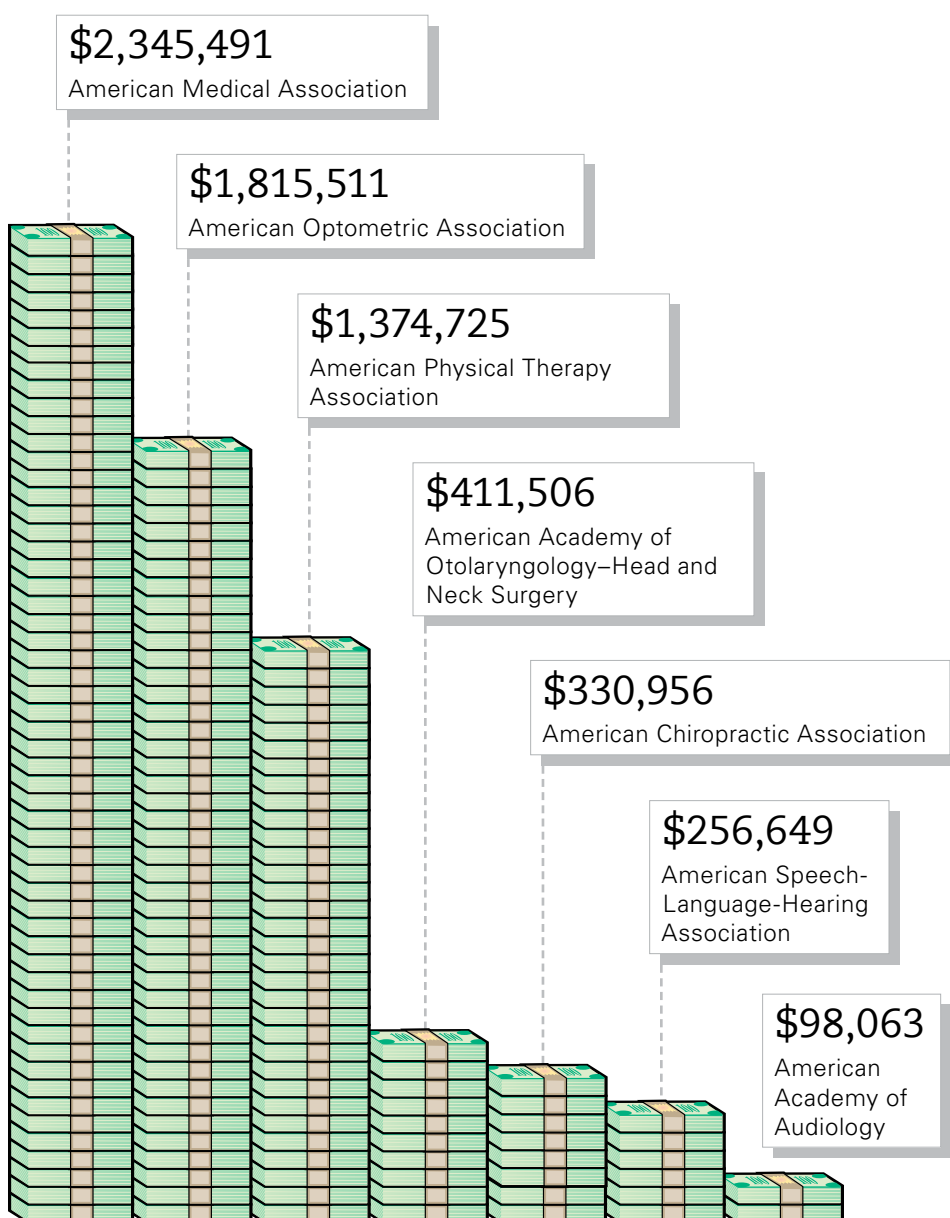 $2,345,491
American Medical Association
$1,815,511
American Optometric Association
$1,374,725
American Physical Therapy
Association
$411,506
American Academy of
Otolaryngology–Head and
Neck Surgery
$330,956
American Chiropractic Association
$256,649
American Speech-
Language-Hearing
Association
$98,063
American
Academy of
Audiology